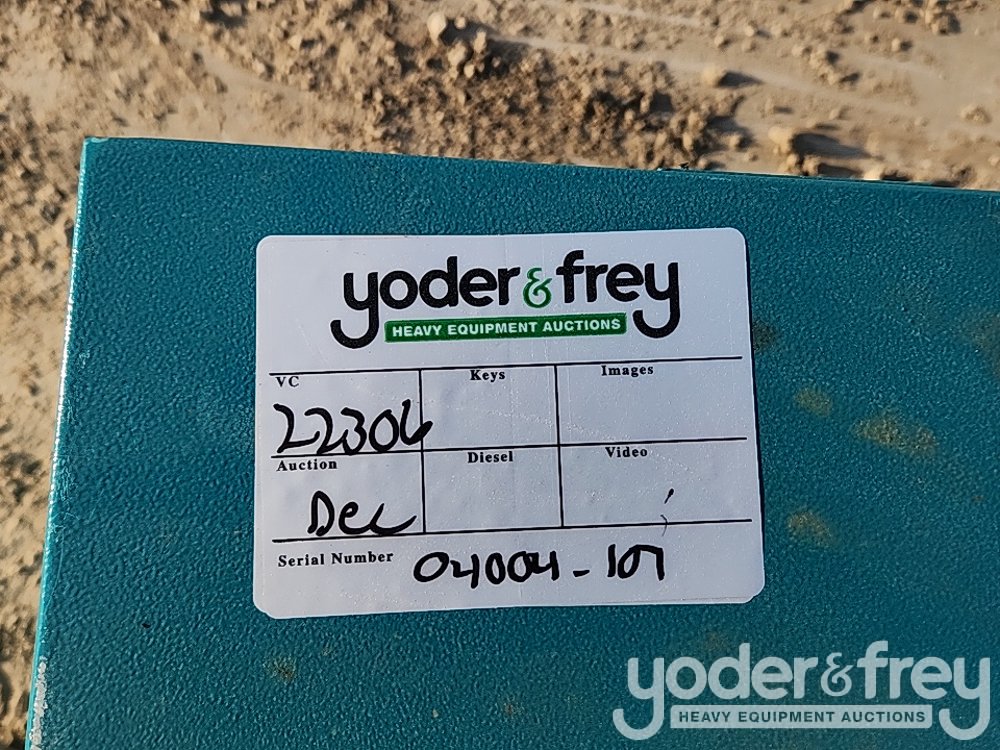 yoder & frey
HEAVY EQUIPMENT AUCTIONS
VC Keys Images
22306
Auction Diesel Video
Dec
Serial Number 04004-107
yoder & frey
HEAVY EQUIPMENT AUCTIONS